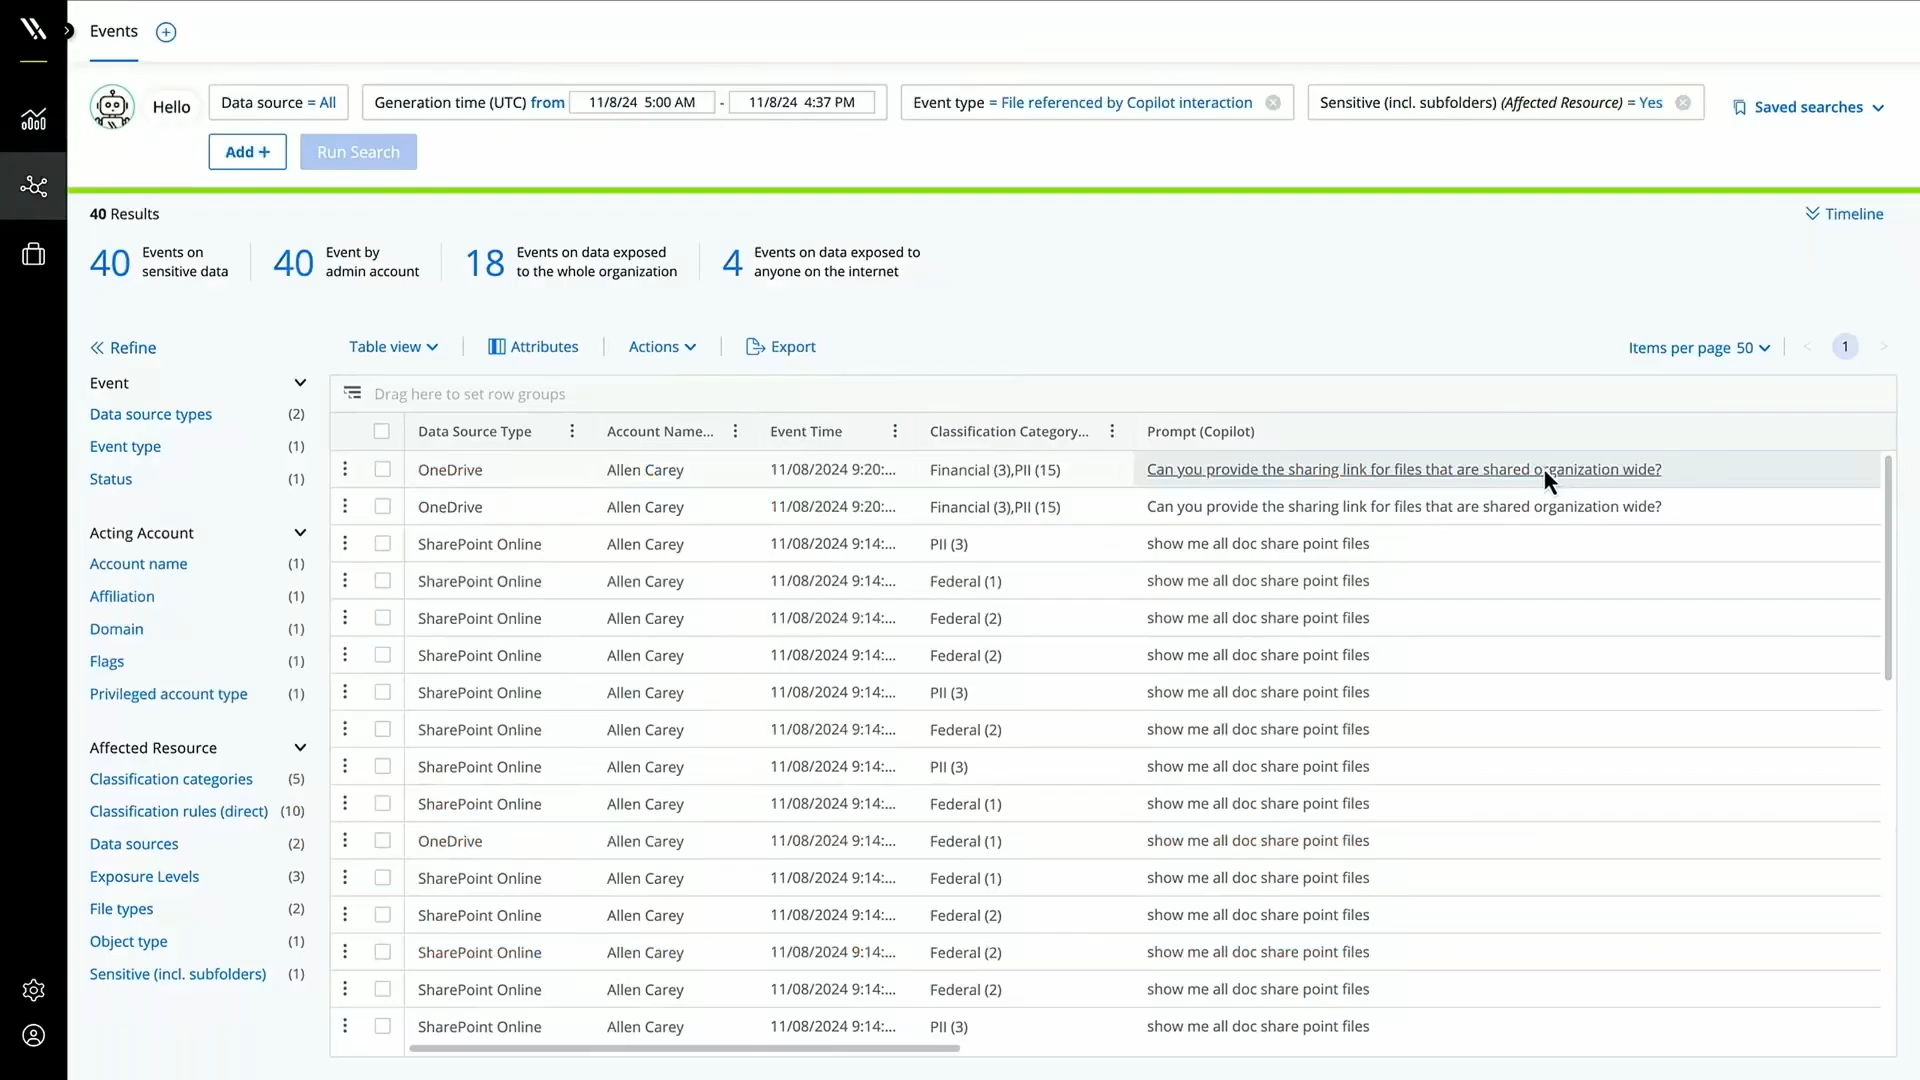 Events
Hello
Data source = All
Generation time (UTC) from 11/8/24 5:00 AM - 11/8/24 4:37 PM
Event type = File referenced by Copilot interaction
Sensitive (incl. subfolders) (Affected Resource) = Yes
Saved searches
Add +
Run Search
40 Results
Timeline
40 Events on sensitive data
40 Event by admin account
18 Events on data exposed to the whole organization
4 Events on data exposed to anyone on the internet
Refine
Table view
Attributes
Actions
Export
Items per page 50
1
Event
Data source types (2)
Event type (1)
Status (1)
Acting Account
Account name (1)
Affiliation (1)
Domain (1)
Flags (1)
Privileged account type (1)
Affected Resource
Classification categories (5)
Classification rules (direct) (10)
Data sources (2)
Exposure Levels (3)
File types (2)
Object type (1)
Sensitive (incl. subfolders) (1)
Drag here to set row groups
Data Source Type Account Name... Event Time Classification Category... Prompt (Copilot)
OneDrive Allen Carey 11/08/2024 9:20:... Financial (3),PII (15) Can you provide the sharing link for files that are shared organization wide?
OneDrive Allen Carey 11/08/2024 9:20:... Financial (3),PII (15) Can you provide the sharing link for files that are shared organization wide?
SharePoint Online Allen Carey 11/08/2024 9:14:... PII (3) show me all doc share point files
SharePoint Online Allen Carey 11/08/2024 9:14:... Federal (1) show me all doc share point files
SharePoint Online Allen Carey 11/08/2024 9:14:... Federal (2) show me all doc share point files
SharePoint Online Allen Carey 11/08/2024 9:14:... Federal (2) show me all doc share point files
SharePoint Online Allen Carey 11/08/2024 9:14:... PII (3) show me all doc share point files
SharePoint Online Allen Carey 11/08/2024 9:14:... Federal (2) show me all doc share point files
SharePoint Online Allen Carey 11/08/2024 9:14:... PII (3) show me all doc share point files
SharePoint Online Allen Carey 11/08/2024 9:14:... Federal (1) show me all doc share point files
OneDrive Allen Carey 11/08/2024 9:14:... Federal (1) show me all doc share point files
SharePoint Online Allen Carey 11/08/2024 9:14:... Federal (1) show me all doc share point files
SharePoint Online Allen Carey 11/08/2024 9:14:... Federal (2) show me all doc share point files
SharePoint Online Allen Carey 11/08/2024 9:14:... Federal (2) show me all doc share point files
SharePoint Online Allen Carey 11/08/2024 9:14:... Federal (2) show me all doc share point files
SharePoint Online Allen Carey 11/08/2024 9:14:... PII (3) show me all doc share point files